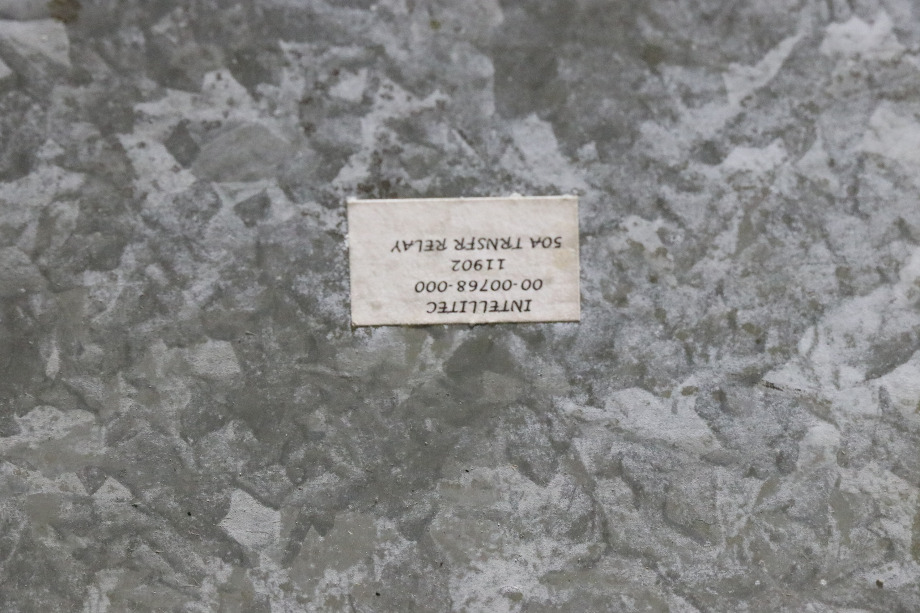 INTELLITEC
00-00768-000
11902
50A TRNSFR RELAY